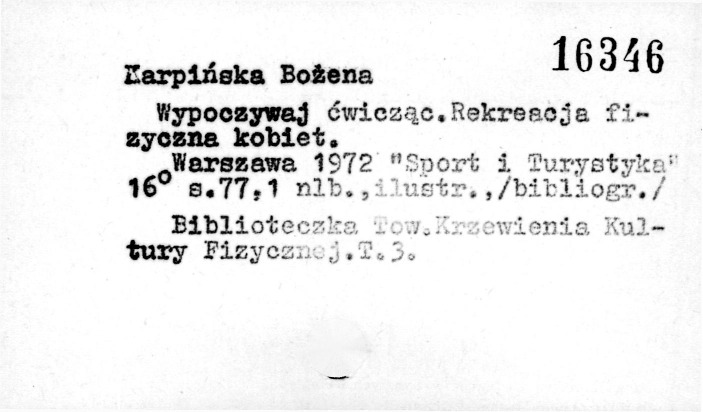 16346
Karpińska Bożena
Wypoczywaj ćwicząc.Rekreacja fi-
zyczna kobiet.
Warszawa 1972 "Sport i Turystyka"
16° s.77,1 nlb.,ilustr.,/bibliogr./
Biblioteczka Tow.Krzewienia Kul-
tury Fizycznej.T.3.